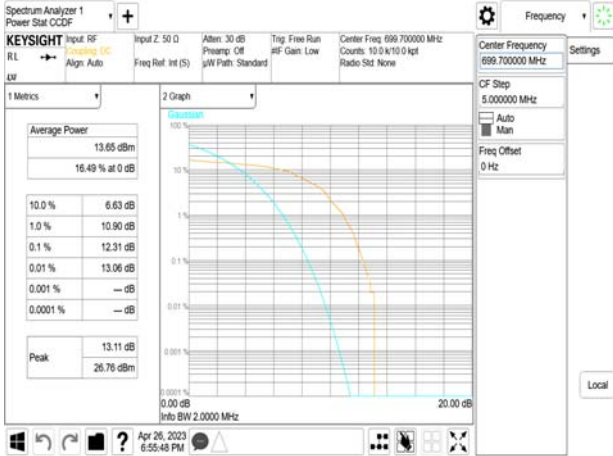 Spectrum Analyzer 1
Power Stat CCDF
+
Frequency
KEYSIGHT
Input: RF
Input Z: 50 Ω
Atten: 30 dB
Trig: Free Run
Center Freq: 699.700000 MHz
RL
Coupling: DC
Preamp: Off
#IF Gain: Low
Counts: 10.0 k/10.0 kpt
Align: Auto
Freq Ref: Int (S)
µW Path: Standard
Radio Std: None
Center Frequency
699.700000 MHz
Settings
CF Step
5.000000 MHz
Auto
Man
Freq Offset
0 Hz
1 Metrics
2 Graph
Gaussian
Average Power
13.65 dBm
16.49 % at 0 dB
10.0 % 6.63 dB
1.0 % 10.90 dB
0.1 % 12.31 dB
0.01 % 13.06 dB
0.001 % --- dB
0.0001 % --- dB
Peak
13.11 dB
26.76 dBm
100 %
10 %
1 %
0.1 %
0.01 %
0.001 %
0.0001 %
0.00 dB
20.00 dB
Info BW 2.0000 MHz
Local
?
Apr 26, 2023
6:55:48 PM